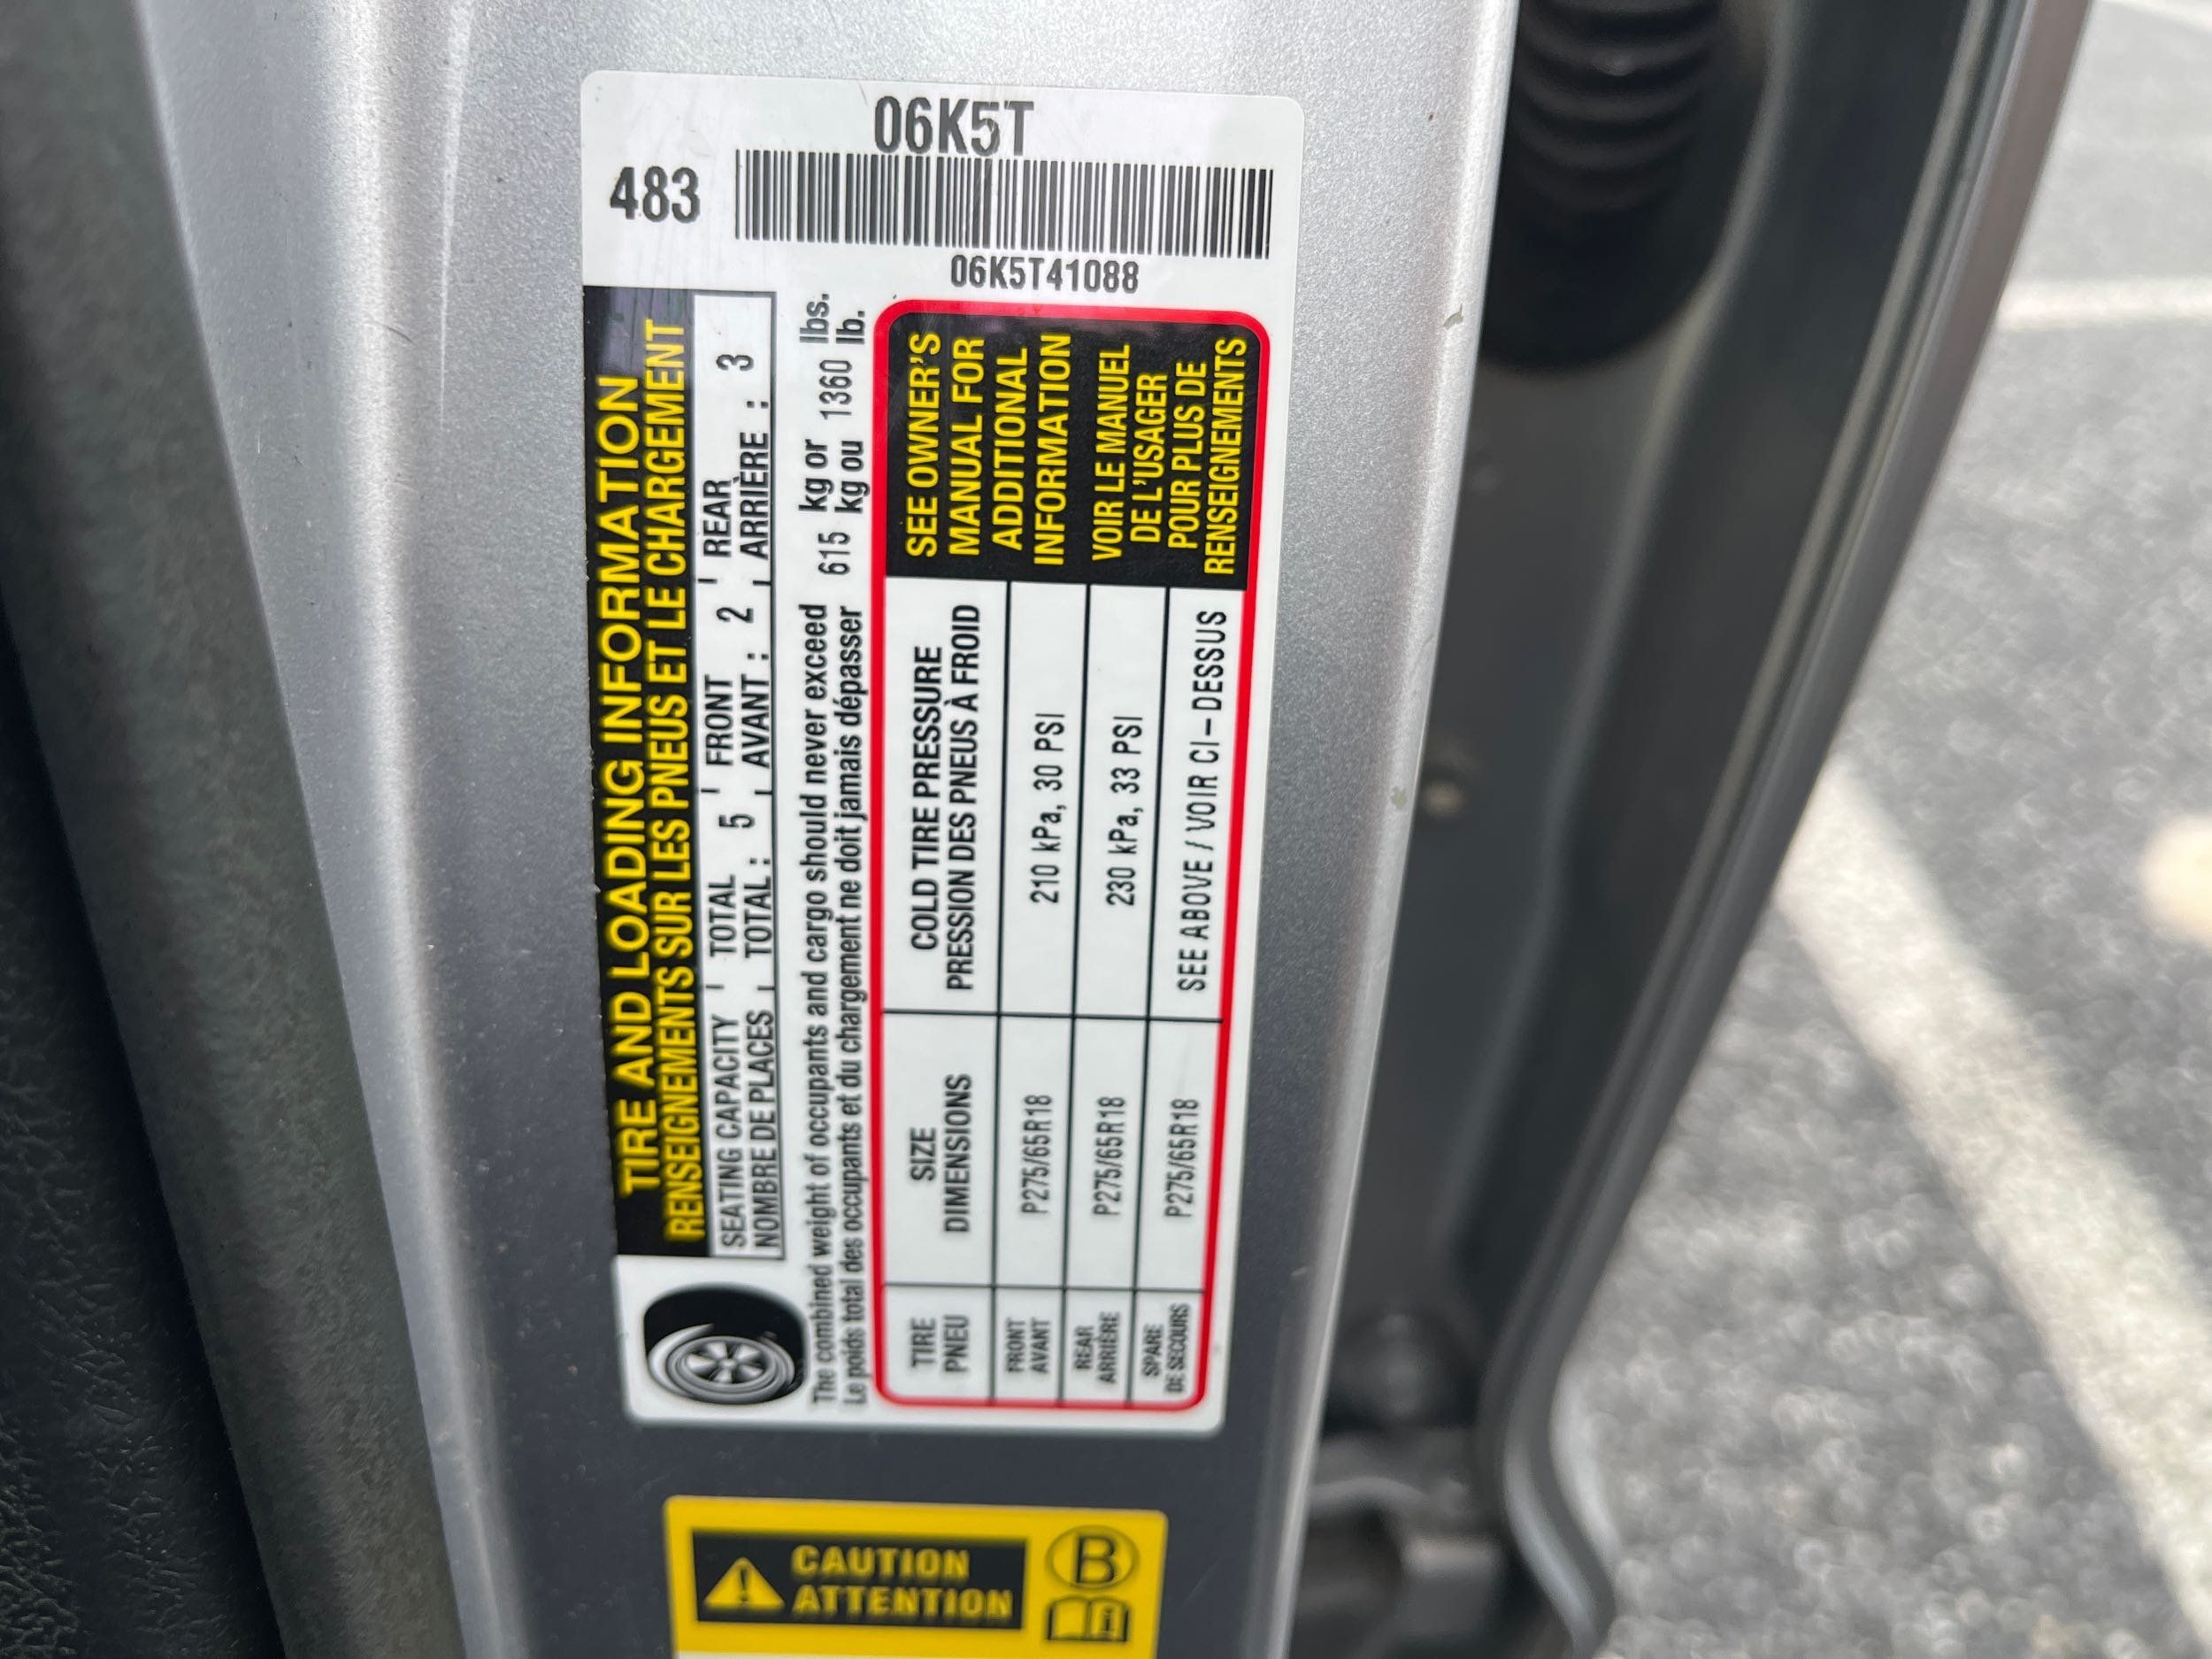 06K5T
483
06K5T41088
TIRE AND LOADING INFORMATION
RENSEIGNEMENTS SUR LES PNEUS ET LE CHARGEMENT
SEATING CAPACITY TOTAL 5 FRONT 2 REAR 3
NOMBRE DE PLACES TOTAL : AVANT : ARRIÈRE :
The combined weight of occupants and cargo should never exceed 615 kg or 1360 lbs.
Le poids total des occupants et du chargement ne doit jamais dépasser kg ou lb.
TIRE SIZE COLD TIRE PRESSURE
PNEU DIMENSIONS PRESSION DES PNEUS À FROID
FRONT P275/65R18 210 kPa, 30 PSI
AVANT
REAR P275/65R18 230 kPa, 33 PSI
ARRIÈRE
SPARE P275/65R18 SEE ABOVE / VOIR CI-DESSUS
DE SECOURS
SEE OWNER'S
MANUAL FOR
ADDITIONAL
INFORMATION
VOIR LE MANUEL
DE L'USAGER
POUR PLUS DE
RENSEIGNEMENTS
CAUTION
ATTENTION
B
i